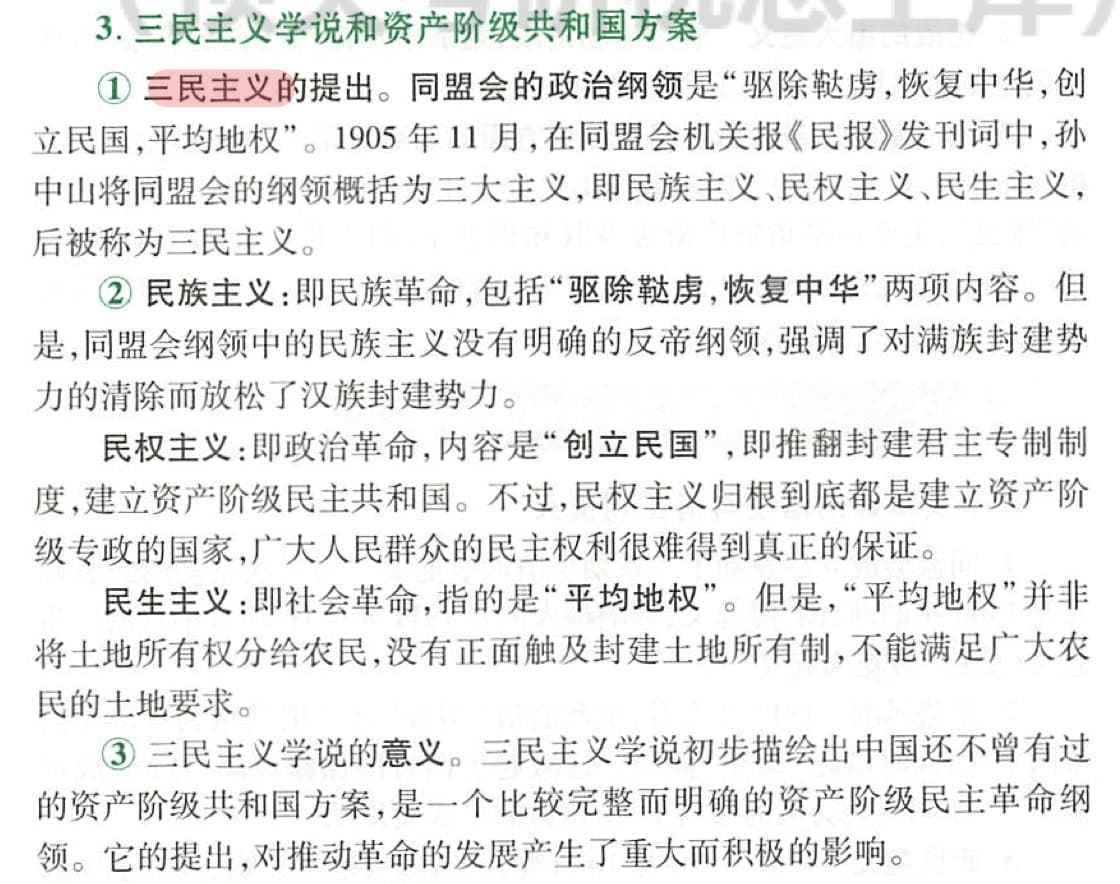 3. 三民主义学说和资产阶级共和国方案
① 三民主义的提出。同盟会的政治纲领是“驱除鞑虏,恢复中华,创
立民国,平均地权”。1905年11月,在同盟会机关报《民报》发刊词中,孙
中山将同盟会的纲领概括为三大主义,即民族主义、民权主义、民生主义,
后被称为三民主义。
② 民族主义:即民族革命,包括“驱除鞑虏,恢复中华”两项内容。但
是,同盟会纲领中的民族主义没有明确的反帝纲领,强调了对满族封建势
力的清除而放松了汉族封建势力。
民权主义:即政治革命,内容是“创立民国”,即推翻封建君主专制制
度,建立资产阶级民主共和国。不过,民权主义归根到底都是建立资产阶
级专政的国家,广大人民群众的民主权利很难得到真正的保证。
民生主义:即社会革命,指的是“平均地权”。但是,“平均地权”并非
将土地所有权分给农民,没有正面触及封建土地所有制,不能满足广大农
民的土地要求。
③ 三民主义学说的意义。三民主义学说初步描绘出中国还不曾有过
的资产阶级共和国方案,是一个比较完整而明确的资产阶级民主革命纲
领。它的提出,对推动革命的发展产生了重大而积极的影响。